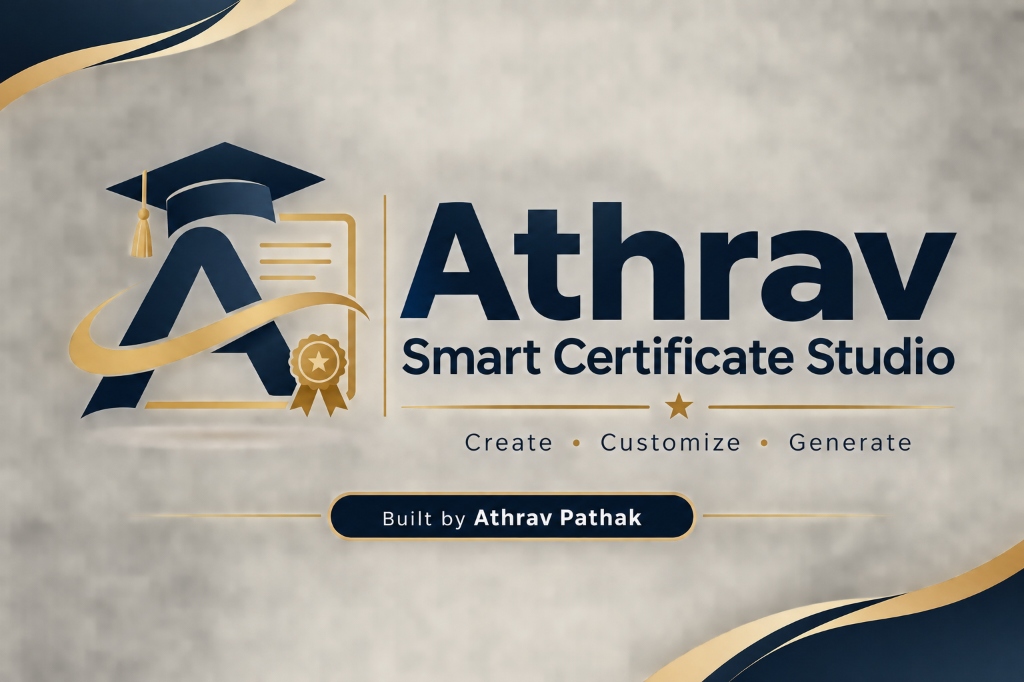 Athrav
Smart Certificate Studio
Create • Customize • Generate
Built by Athrav Pathak